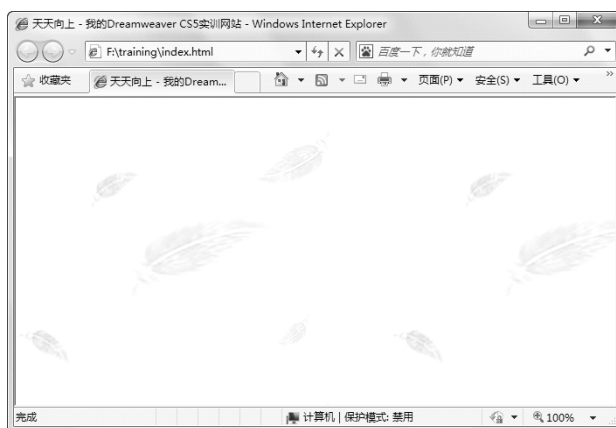 天天向上 - 我的Dreamweaver CS5实训网站 - Windows Internet Explorer
F:\training\index.html 百度一下，你就知道
收藏夹 天天向上 - 我的Dream... 页面(P) 安全(S) 工具(O) »
完成 计算机 | 保护模式: 禁用 100%